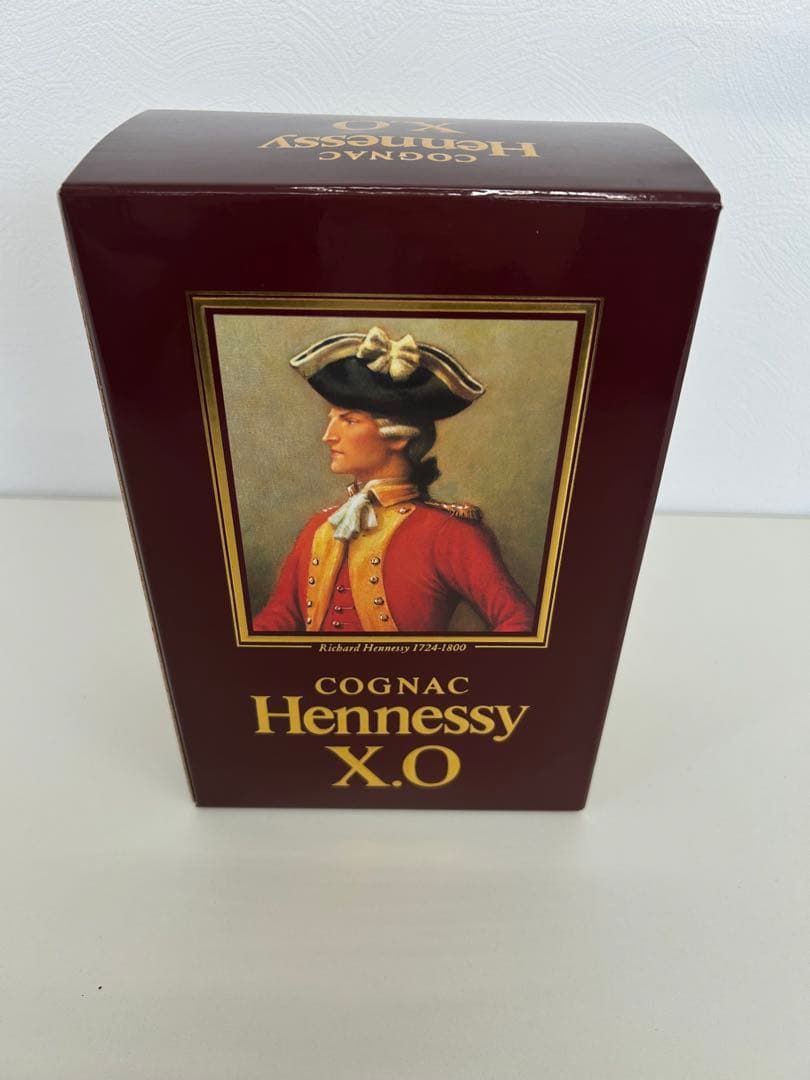 X.O
Hennessy
COGNAC
Richard Hennessy 1724-1800
COGNAC
Hennessy
X.O